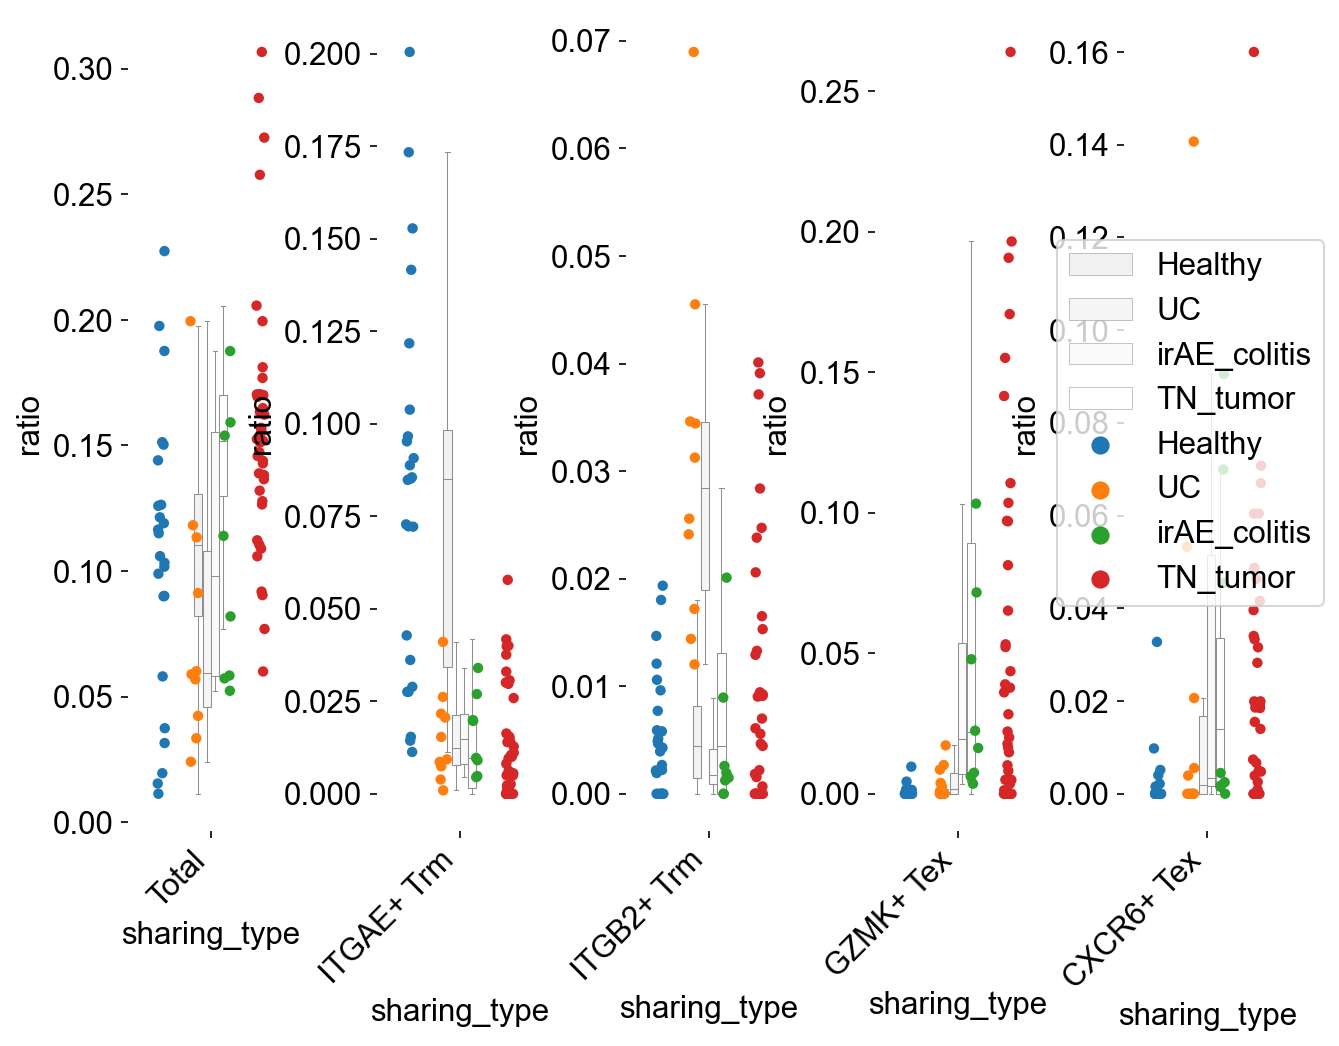 0.30
0.25
0.20
0.15
0.10
0.05
0.00
ratio
Total
sharing_type
0.200
0.175
0.150
0.125
0.100
0.075
0.050
0.025
0.000
ratio
ITGAE+ Trm
sharing_type
0.07
0.06
0.05
0.04
0.03
0.02
0.01
0.00
ratio
ITGB2+ Trm
sharing_type
0.25
0.20
0.15
0.10
0.05
0.00
ratio
GZMK+ Tex
sharing_type
0.16
0.14
0.12
0.10
0.08
0.06
0.04
0.02
0.00
ratio
CXCR6+ Tex
sharing_type
Healthy
UC
irAE_colitis
TN_tumor
Healthy
UC
irAE_colitis
TN_tumor